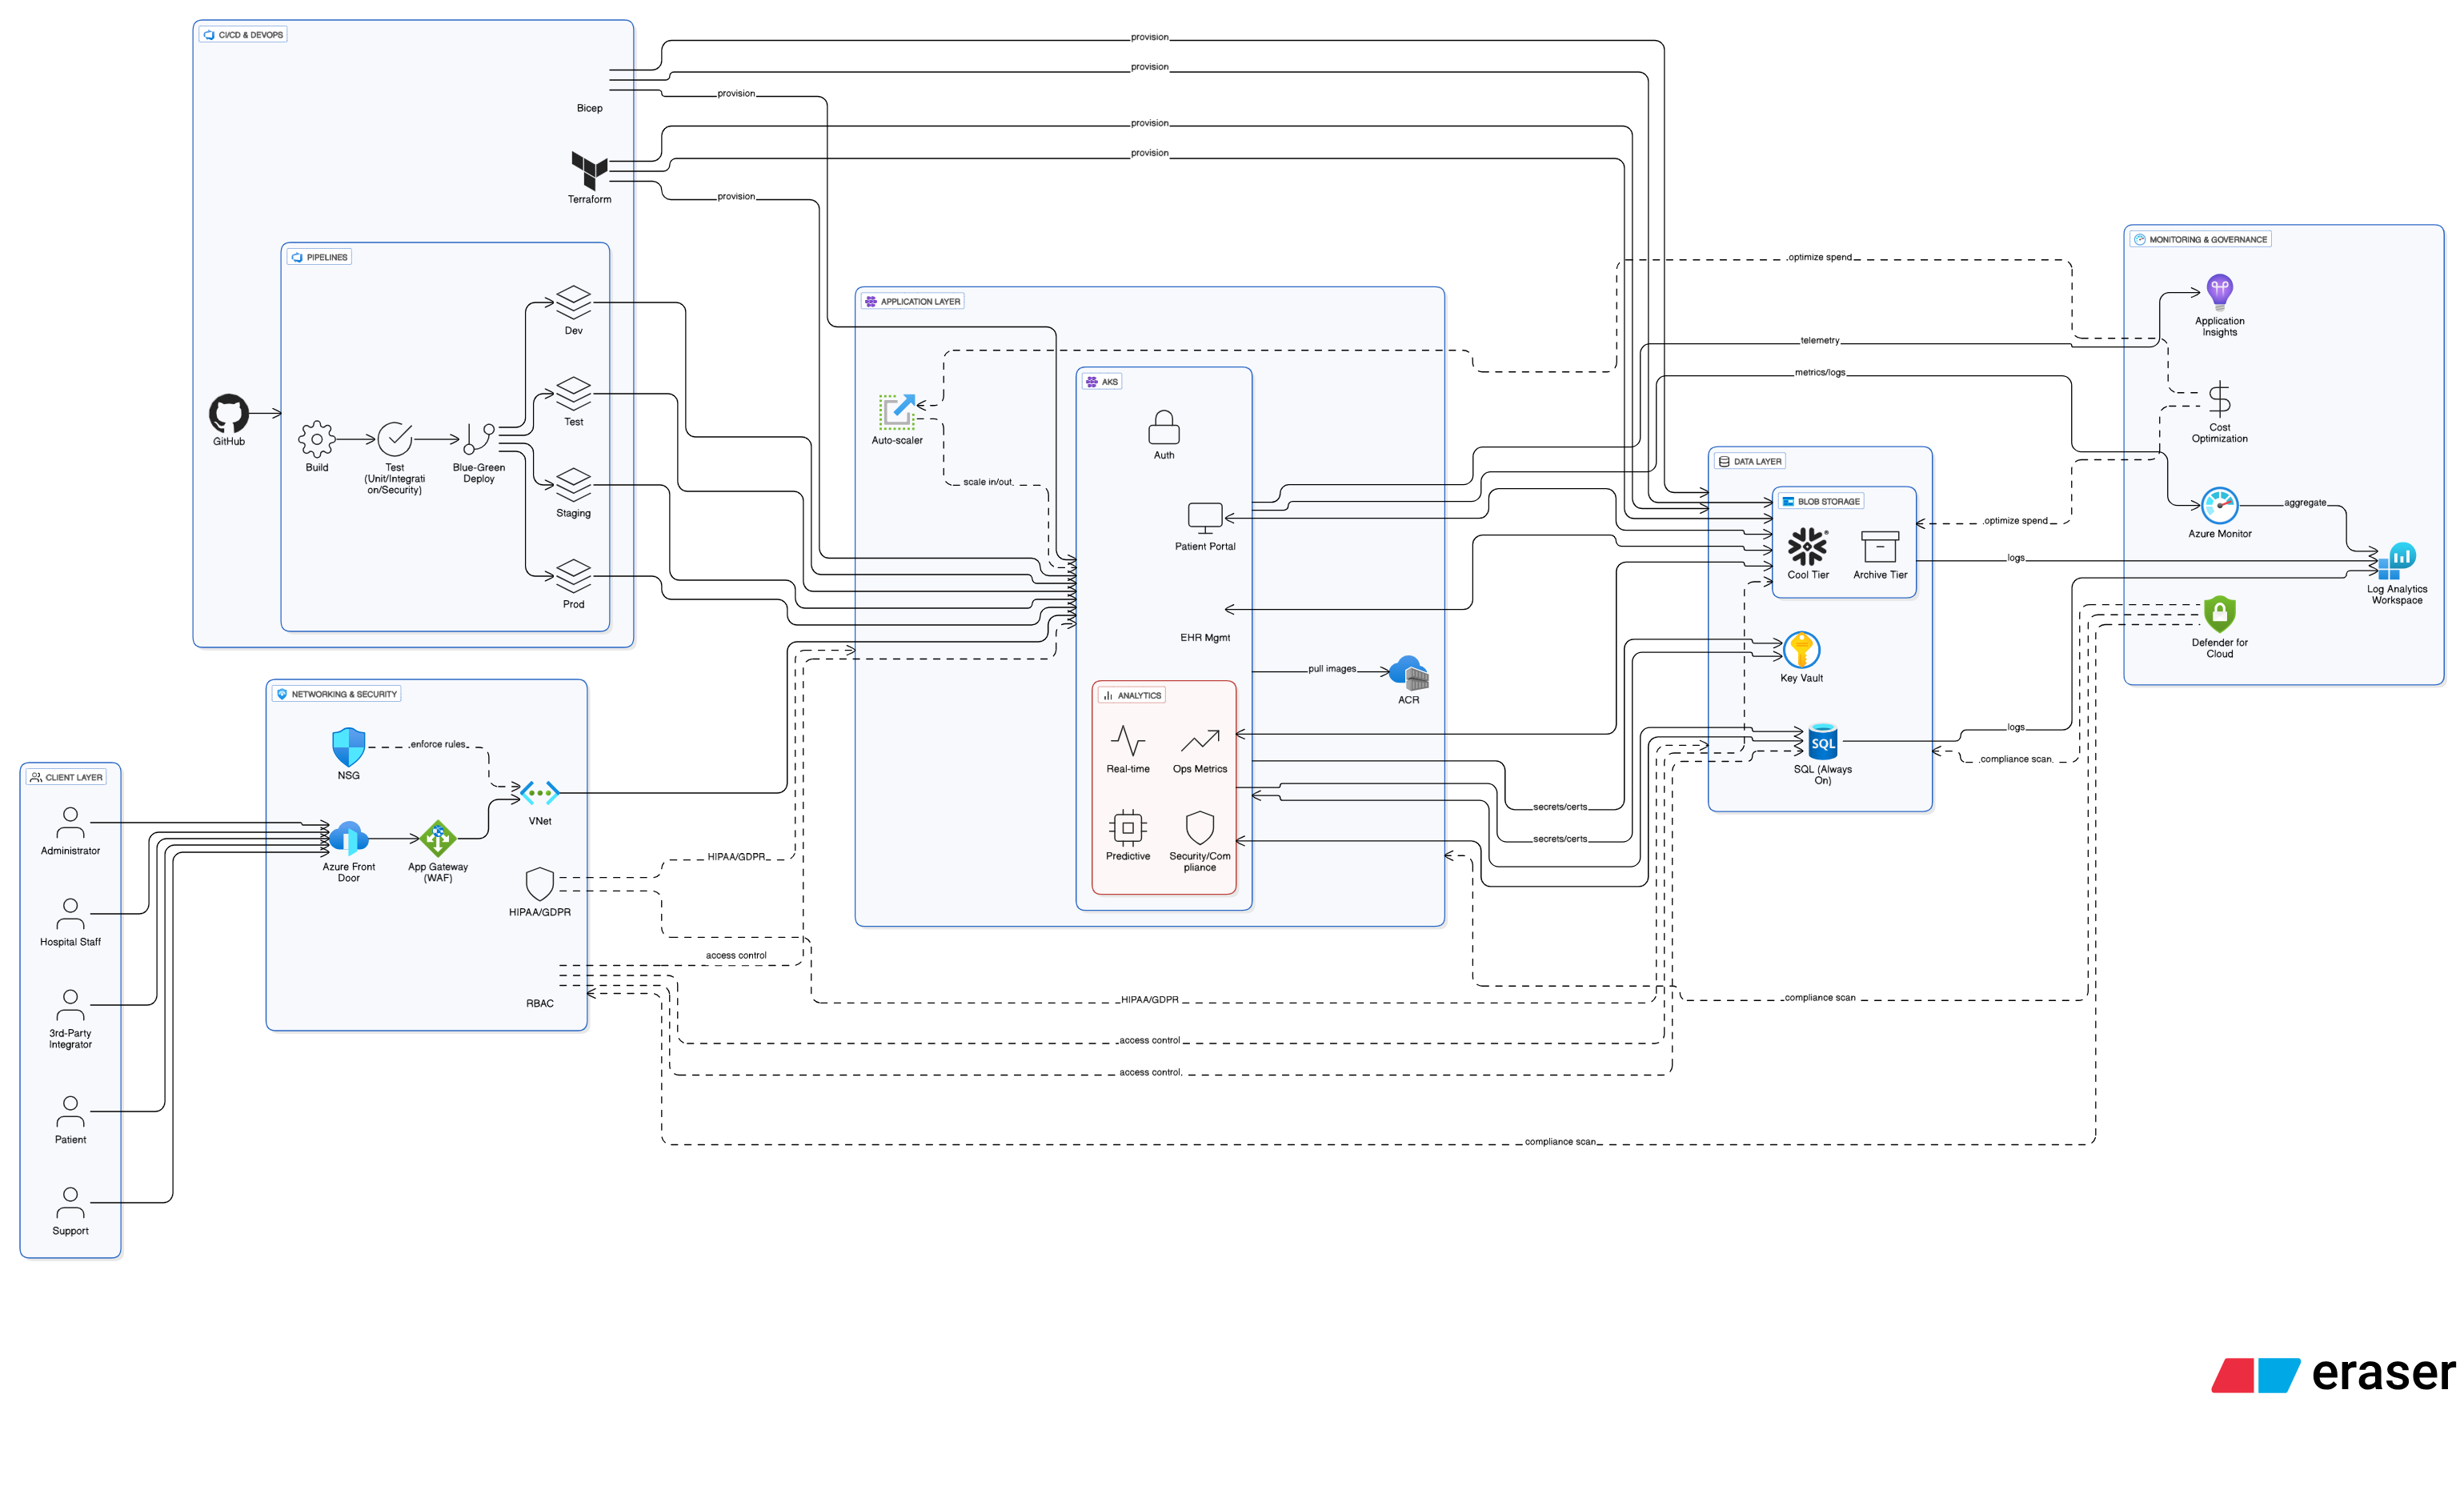 CI/CD & DEVOPS
provision
provision
Bicep
provision
provision
provision
Terraform
provision
PIPELINES
Dev
Test
GitHub
Build
Test
(Unit/Integrati
on/Security)
Blue-Green
Deploy
Staging
Prod
APPLICATION LAYER
Auto-scaler
scale in/out
AKS
Auth
Patient Portal
EHR Mgmt
pull images
ACR
ANALYTICS
Real-time
Ops Metrics
Predictive
Security/Com
pliance
optimize spend
telemetry
metrics/logs
DATA LAYER
BLOB STORAGE
Cool Tier
Archive Tier
optimize spend
logs
Key Vault
SQL
SQL (Always
On)
logs
compliance scan
secrets/certs
secrets/certs
MONITORING & GOVERNANCE
Application
Insights
Cost
Optimization
Azure Monitor
aggregate
Log Analytics
Workspace
Defender for
Cloud
NETWORKING & SECURITY
NSG
enforce rules
VNet
Azure Front
Door
App Gateway
(WAF)
HIPAA/GDPR
HIPAA/GDPR
access control
RBAC
HIPAA/GDPR
compliance scan
access control
access control
compliance scan
CLIENT LAYER
Administrator
Hospital Staff
3rd-Party
Integrator
Patient
Support
eraser